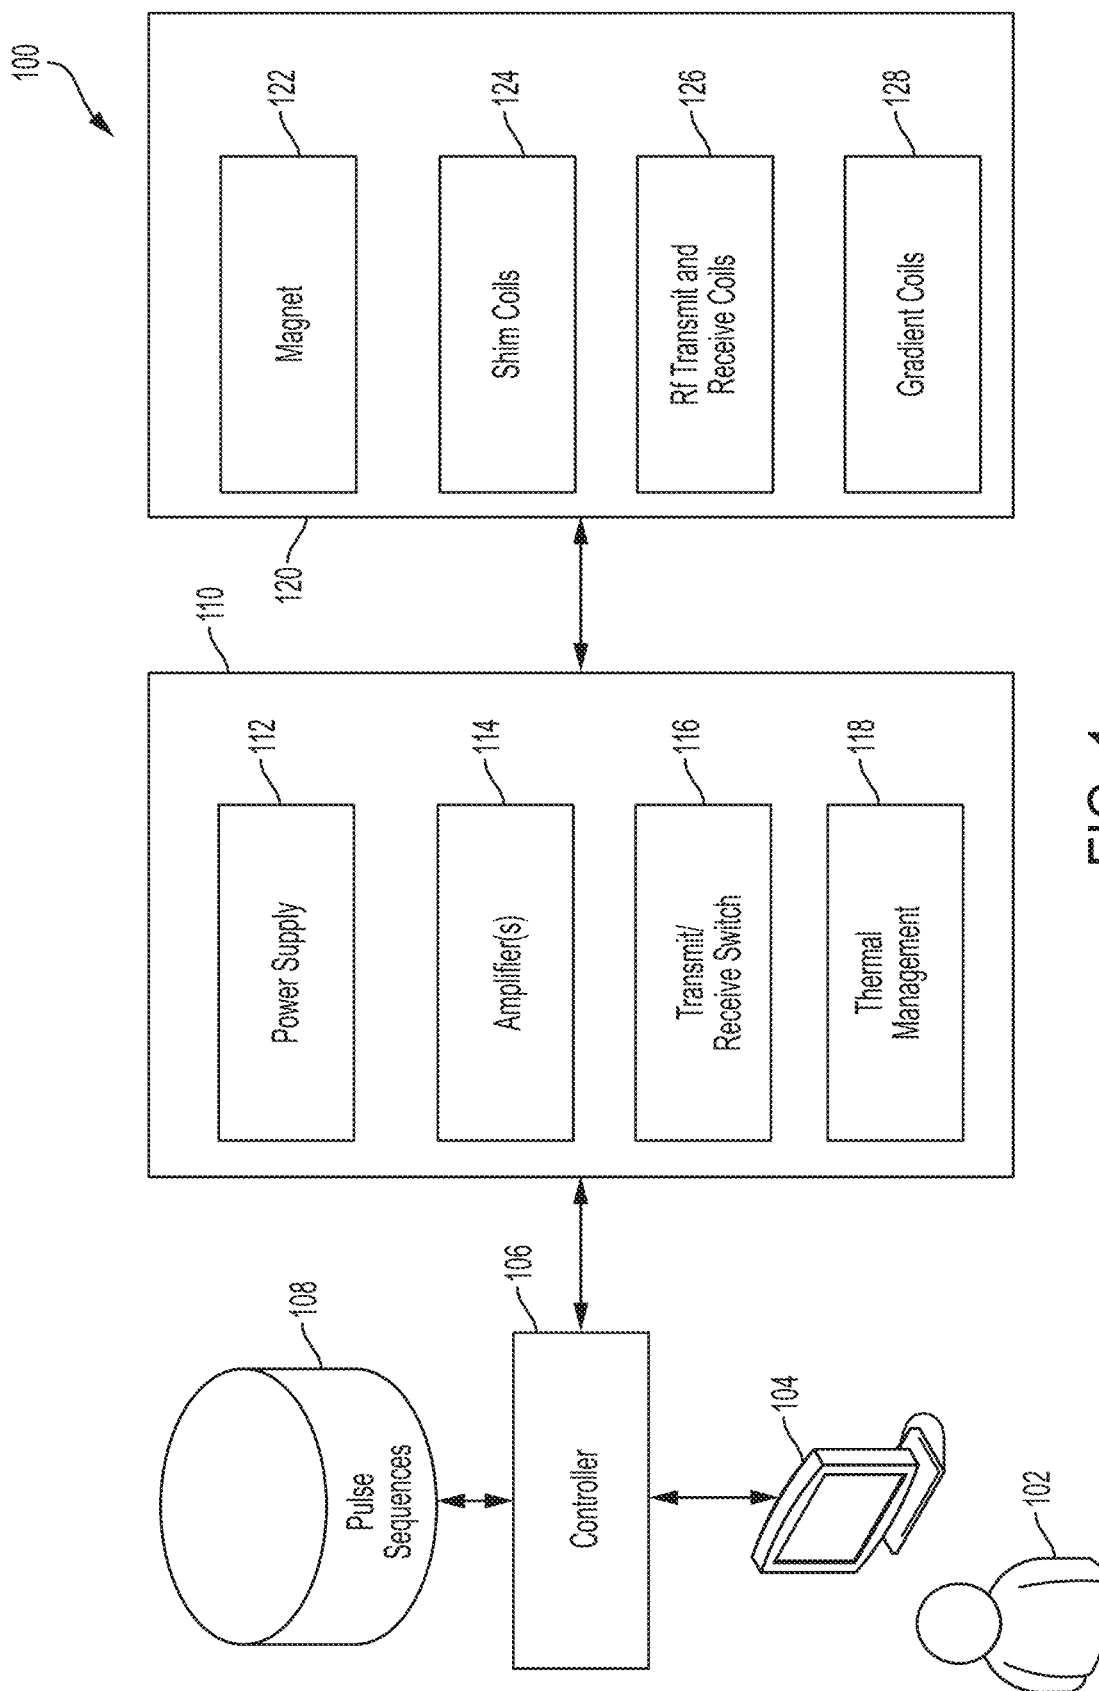 100
108
Pulse
Sequences
106
Controller
104
102
110
112
Power Supply
114
Amplifier(s)
116
Transmit/
Receive Switch
118
Thermal
Management
120
122
Magnet
124
Shim Coils
126
Rf Transmit and
Receive Coils
128
Gradient Coils